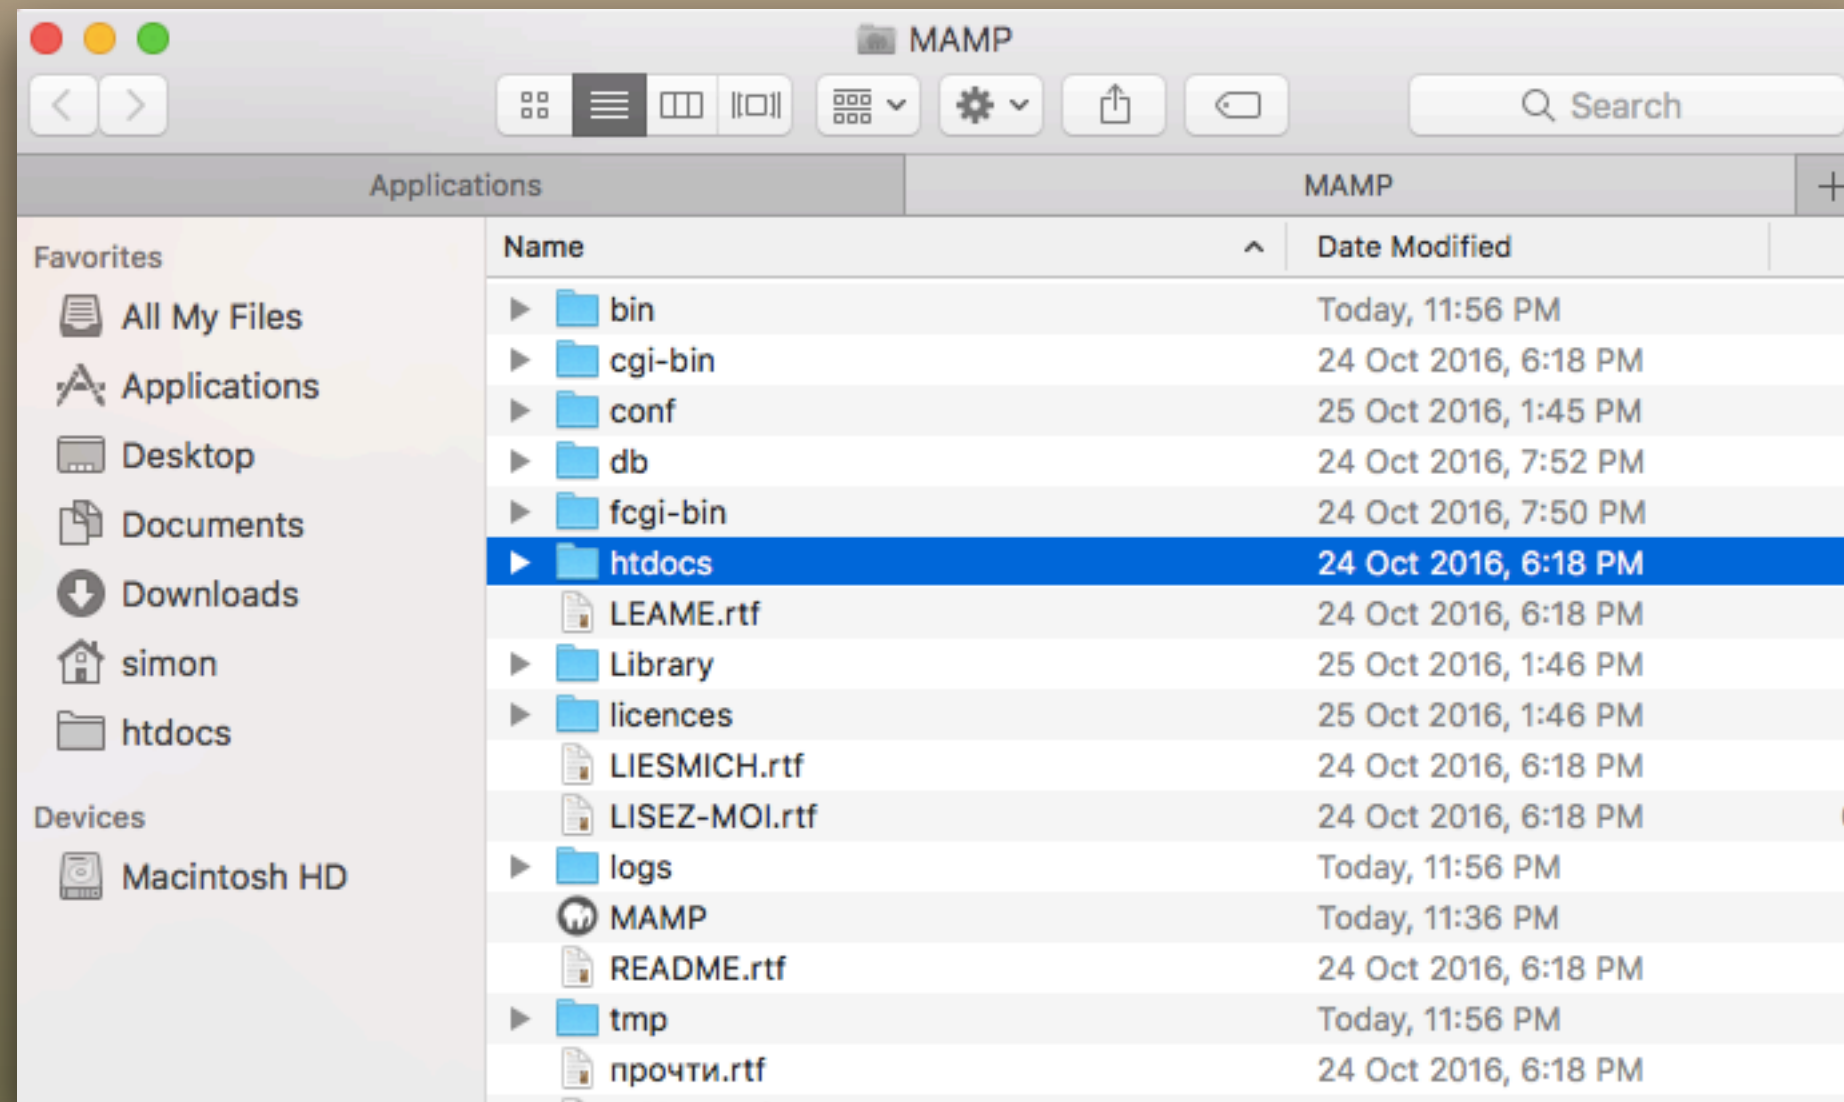 MAMP
Search
Applications
MAMP
Favorites
All My Files
Applications
Desktop
Documents
Downloads
simon
htdocs
Devices
Macintosh HD
Name Date Modified
bin Today, 11:56 PM
cgi-bin 24 Oct 2016, 6:18 PM
conf 25 Oct 2016, 1:45 PM
db 24 Oct 2016, 7:52 PM
fcgi-bin 24 Oct 2016, 7:50 PM
htdocs 24 Oct 2016, 6:18 PM
LEAME.rtf 24 Oct 2016, 6:18 PM
Library 25 Oct 2016, 1:46 PM
licences 25 Oct 2016, 1:46 PM
LIESMICH.rtf 24 Oct 2016, 6:18 PM
LISEZ-MOI.rtf 24 Oct 2016, 6:18 PM
logs Today, 11:56 PM
MAMP Today, 11:36 PM
README.rtf 24 Oct 2016, 6:18 PM
tmp Today, 11:56 PM
прочти.rtf 24 Oct 2016, 6:18 PM